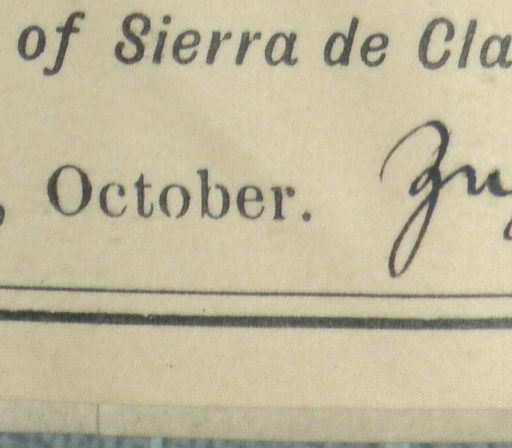 of Sierra de Cla
, October.